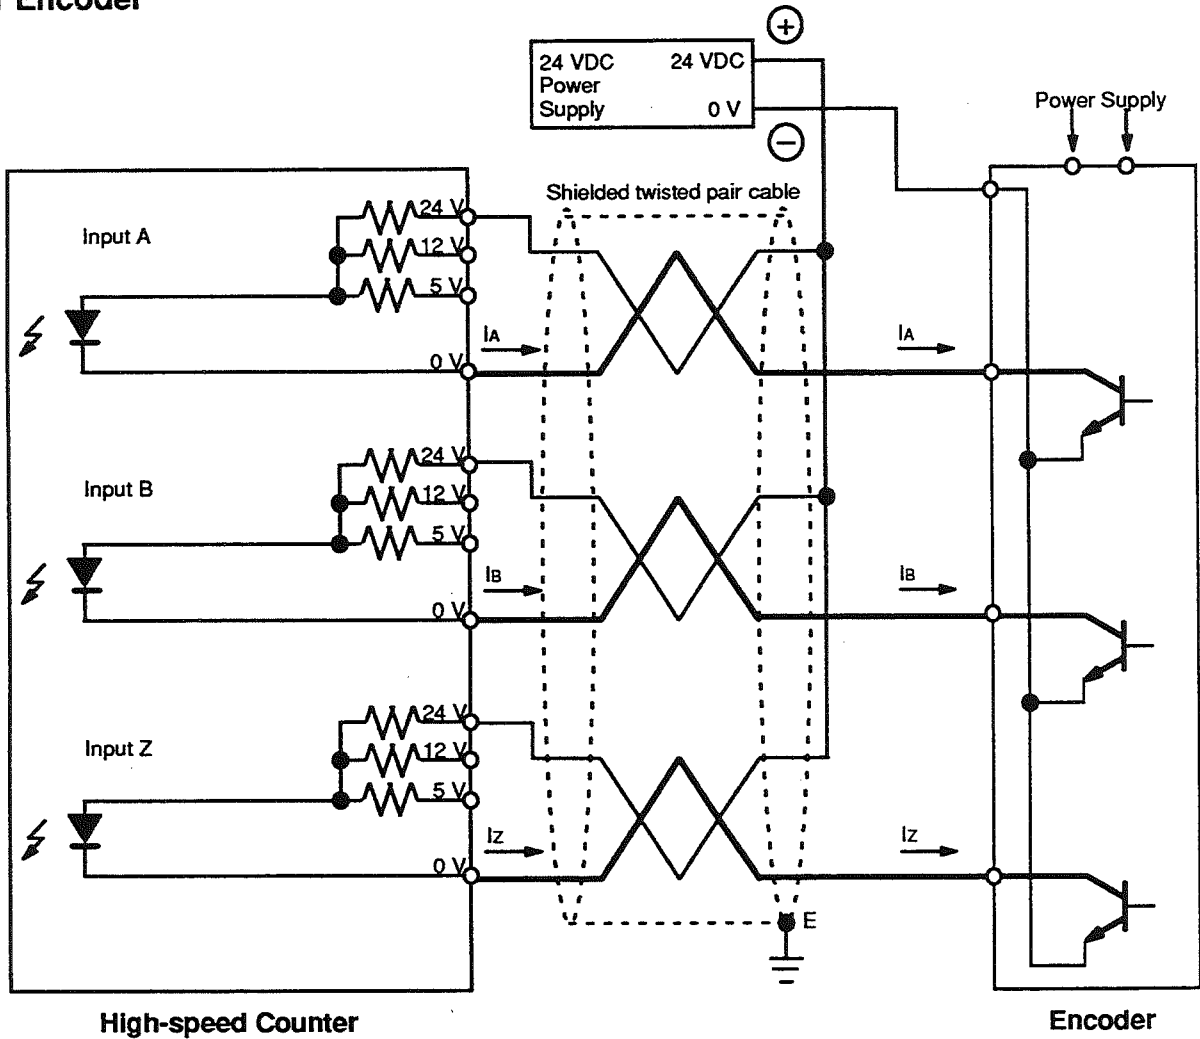 Encoder
+
24 VDC 24 VDC
Power
Supply 0 V
−
Power Supply
Shielded twisted pair cable
Input A
24 V
12 V
5 V
IA
IA
0 V
Input B
24 V
12 V
5 V
IB
IB
0 V
Input Z
24 V
12 V
5 V
IZ
IZ
0 V
E
High-speed Counter
Encoder